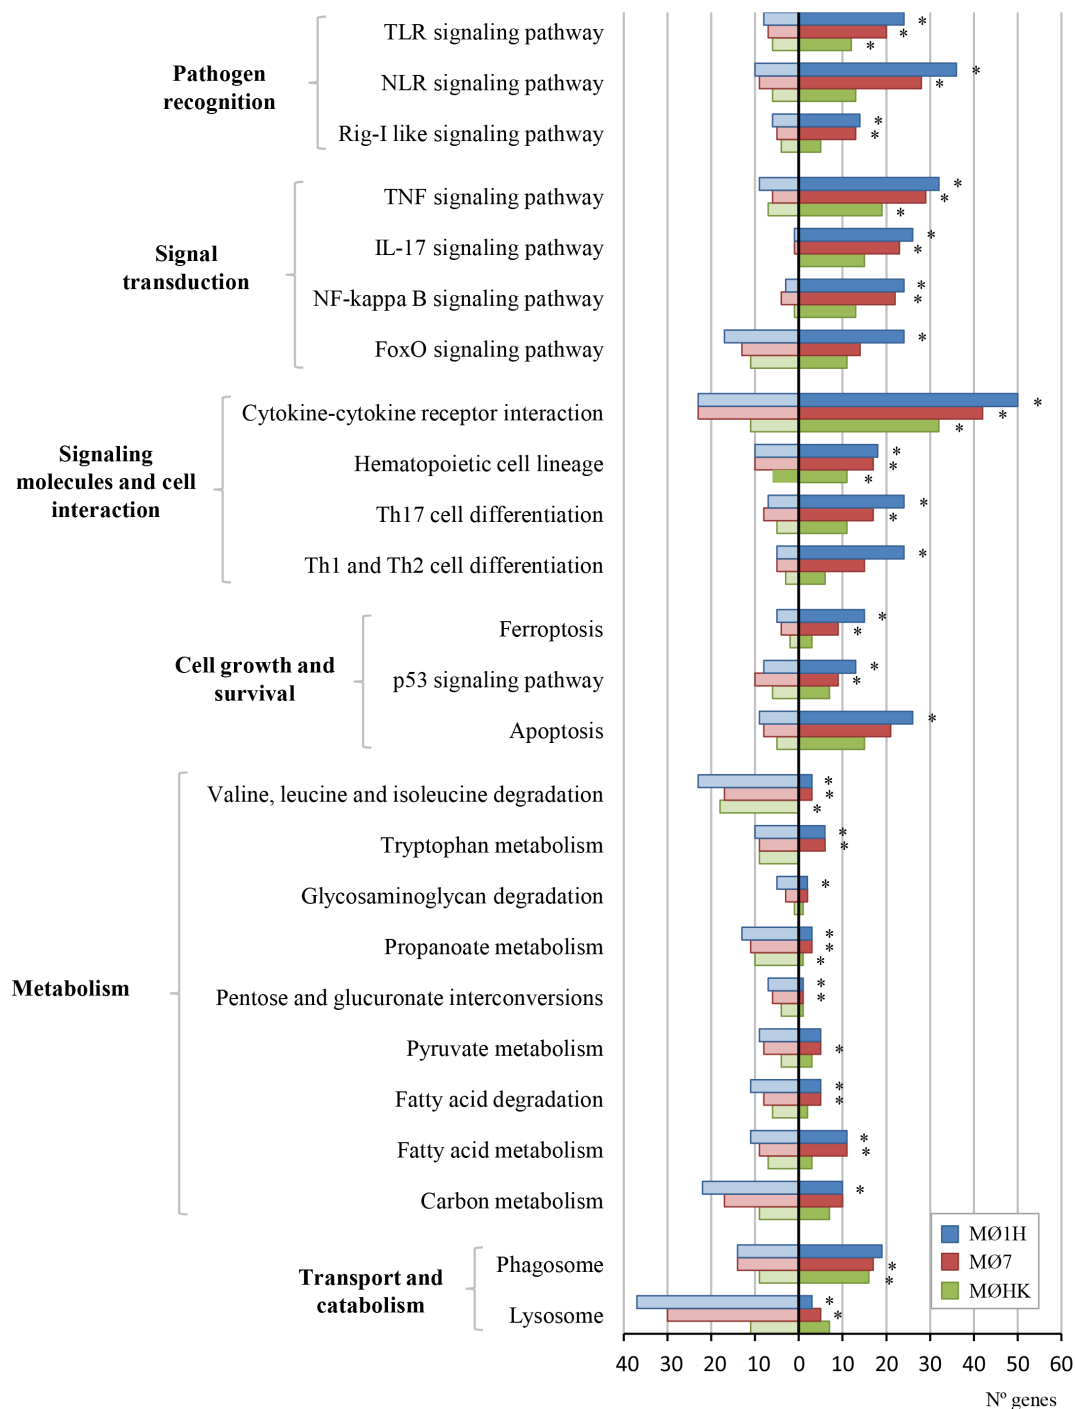 Pathogen
recognition
TLR signaling pathway *
*
*
NLR signaling pathway *
*
Rig-I like signaling pathway *
*
Signal
transduction
TNF signaling pathway *
*
*
IL-17 signaling pathway *
*
NF-kappa B signaling pathway *
*
FoxO signaling pathway *
Signaling
molecules and cell
interaction
Cytokine-cytokine receptor interaction *
*
*
Hematopoietic cell lineage *
*
*
Th17 cell differentiation *
*
Th1 and Th2 cell differentiation *
Cell growth and
survival
Ferroptosis *
*
p53 signaling pathway *
*
Apoptosis *
Metabolism
Valine, leucine and isoleucine degradation *
*
*
Tryptophan metabolism *
*
Glycosaminoglycan degradation *
Propanoate metabolism *
*
*
Pentose and glucuronate interconversions *
*
Pyruvate metabolism *
Fatty acid degradation *
*
Fatty acid metabolism *
*
Carbon metabolism *
Transport and
catabolism
Phagosome *
*
Lysosome *
*
MØ1H
MØ7
MØHK
40 30 20 10 0 10 20 30 40 50 60
Nº genes